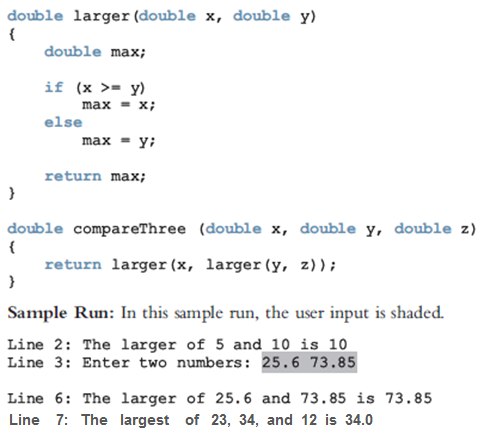 double larger(double x, double y)
{
double max;
if (x >= y)
max = x;
else
max = y;
return max;
}
double compareThree (double x, double y, double z)
{
return larger(x, larger(y, z));
}
Sample Run: In this sample run, the user input is shaded.
Line 2: The larger of 5 and 10 is 10
Line 3: Enter two numbers: 25.6 73.85
Line 6: The larger of 25.6 and 73.85 is 73.85
Line 7: The largest of 23, 34, and 12 is 34.0